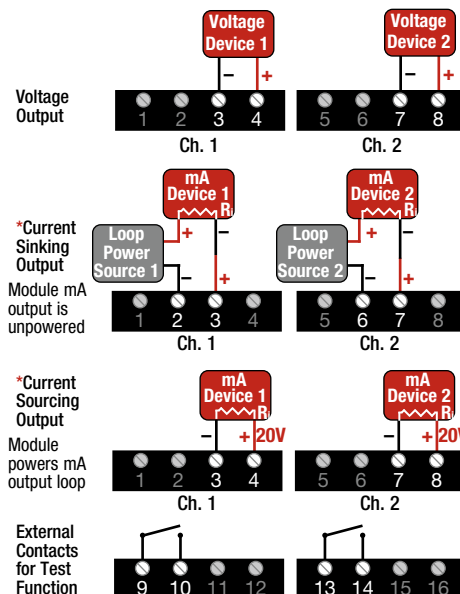 Voltage
Device 1
Voltage
Device 2
– +
– +
Voltage
Output
1 2 3 4
5 6 7 8
Ch. 1
Ch. 2
mA
Device 1
Ri
mA
Device 2
Ri
*Current
Sinking
Output
Loop
Power
Source 1
+ –
– +
Loop
Power
Source 2
+ –
– +
Module mA
output is
unpowered
1 2 3 4
5 6 7 8
Ch. 1
Ch. 2
*Current
Sourcing
Output
mA
Device 1
Ri
mA
Device 2
Ri
– + 20V
– + 20V
Module
powers mA
output loop
1 2 3 4
5 6 7 8
Ch. 1
Ch. 2
External
Contacts
for Test
Function
9 10 11 12
13 14 15 16